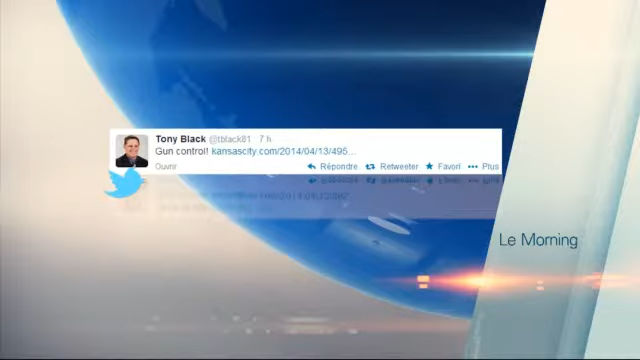 Tony Black @tblack81 7 h
Gun control! kansascity.com/2014/04/13/495...
Ouvrir Répondre Retweeter Favori Plus
Le Morning